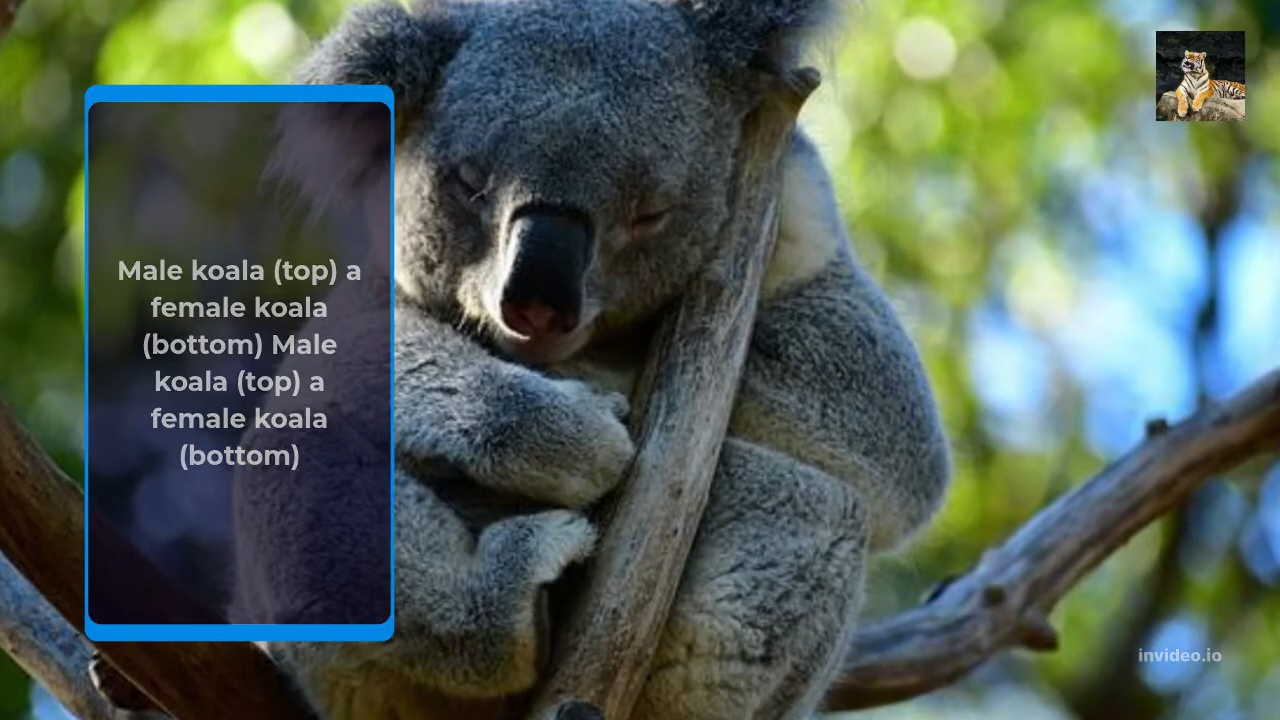 Male koala (top) a
female koala
(bottom) Male
koala (top) a
female koala
(bottom)
invideo.io